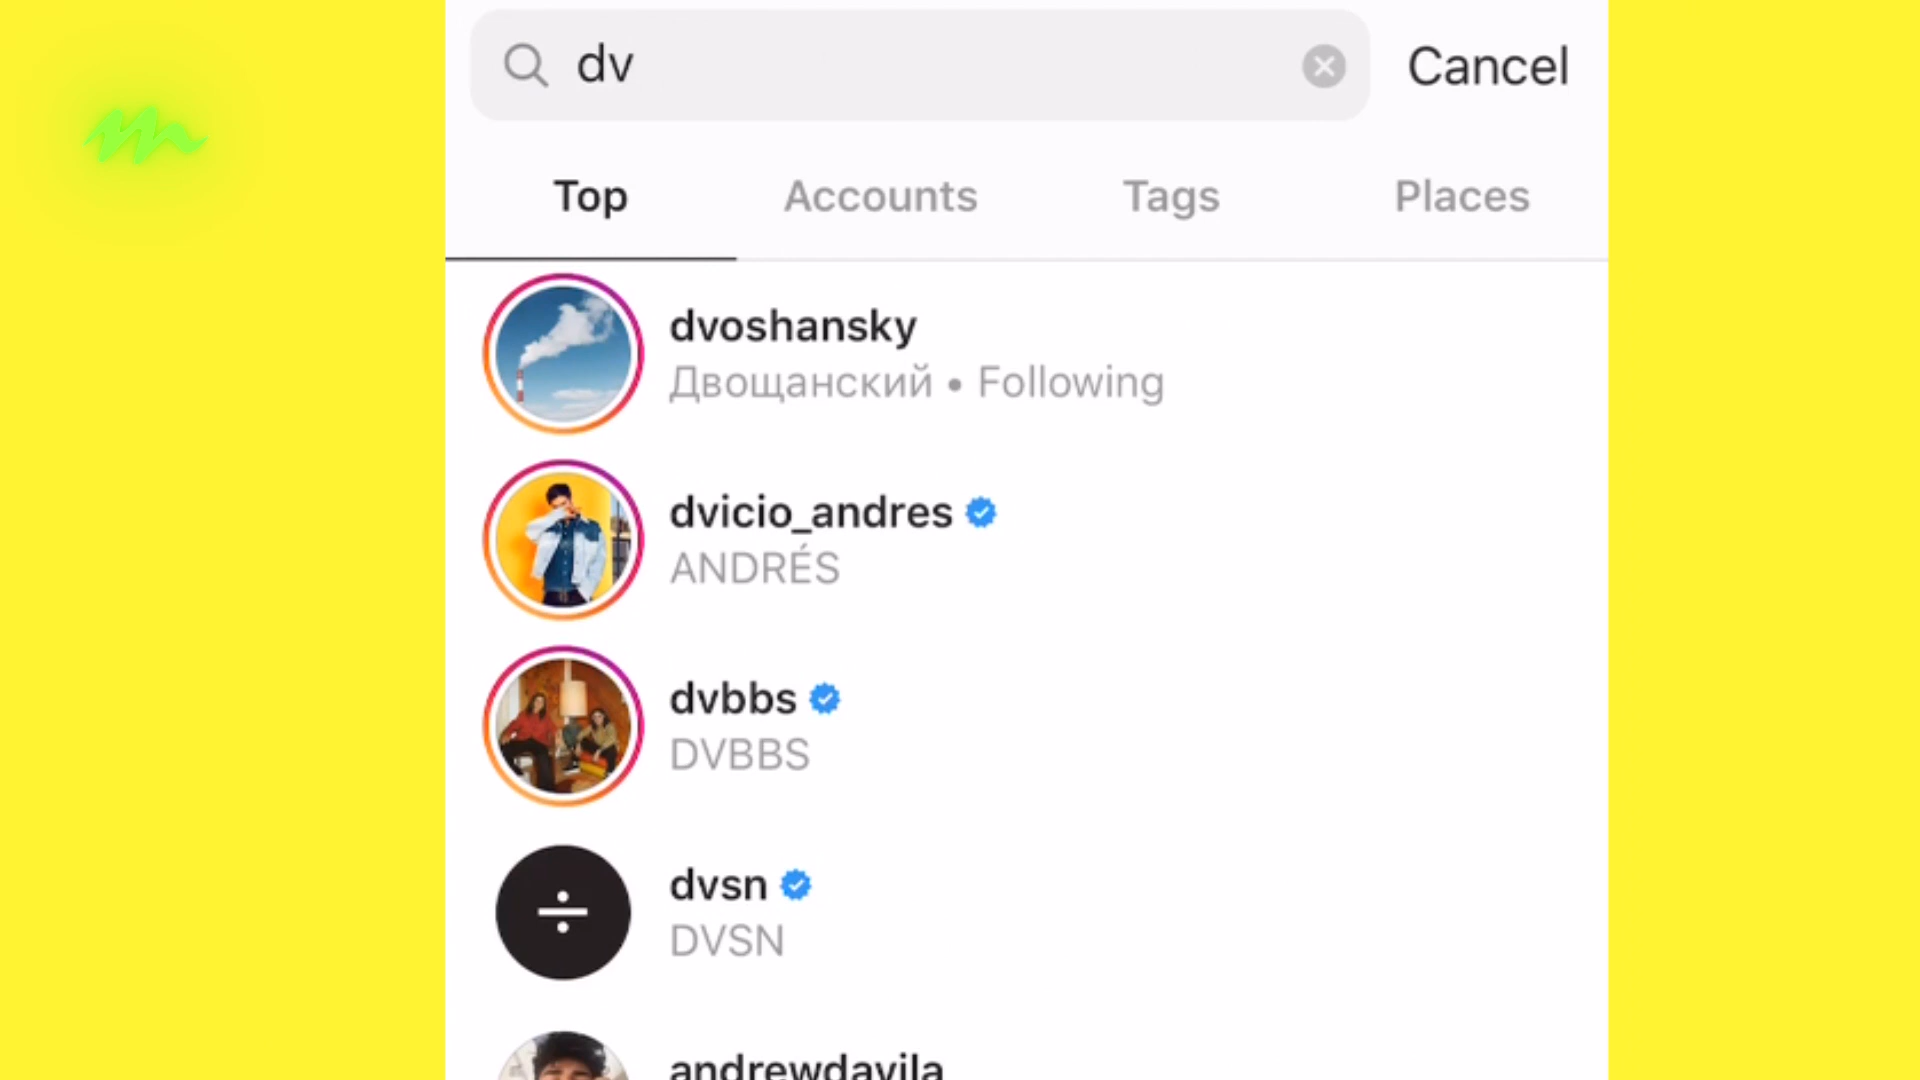 dv
Cancel
Top
Accounts
Tags
Places
dvoshansky
Двощанский • Following
dvicio_andres
ANDRÉS
dvbbs
DVBBS
dvsn
DVSN
andrewdavila